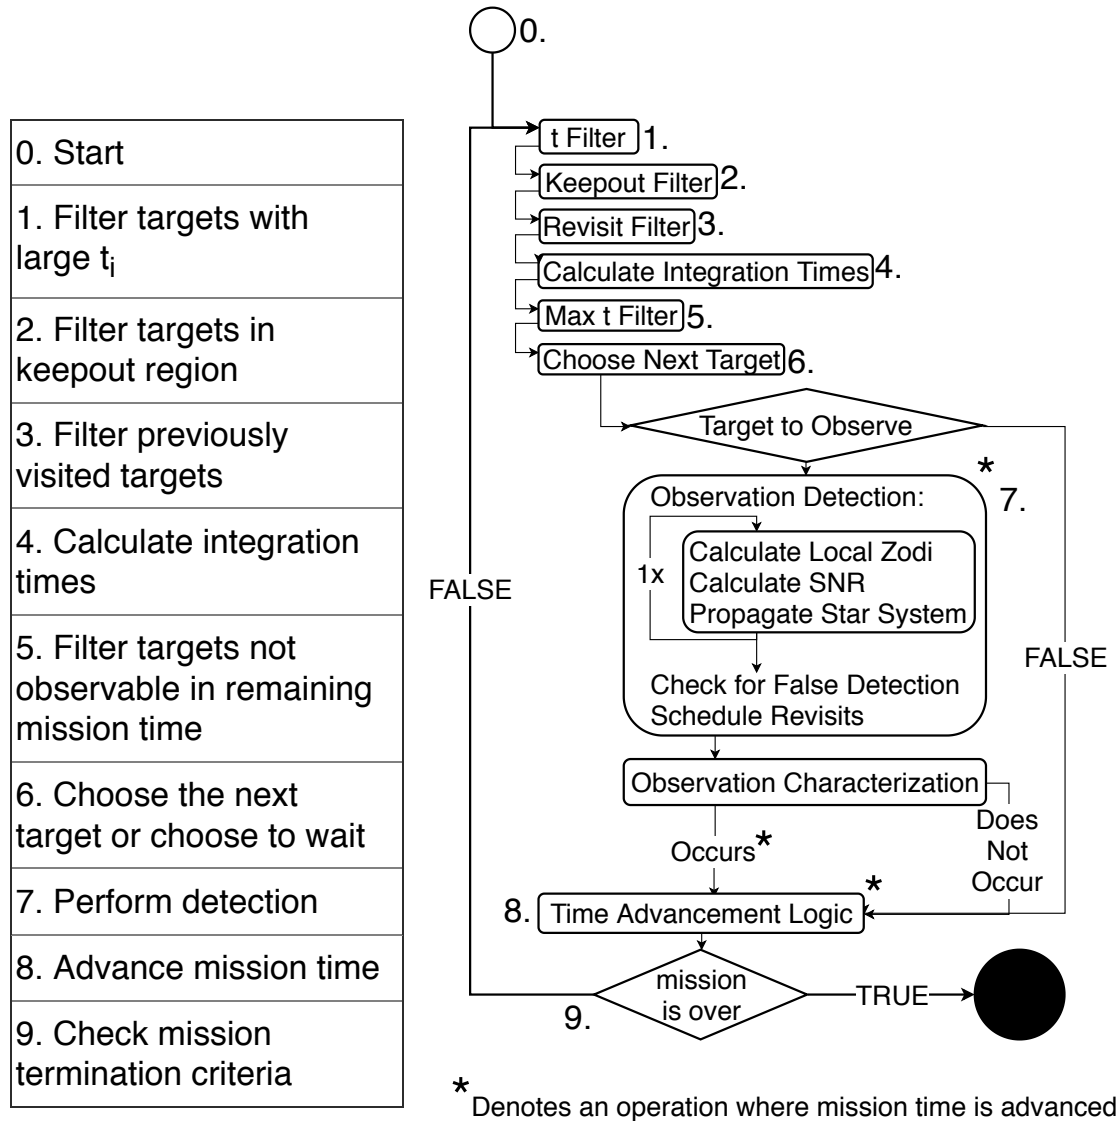 0. Start
1. Filter targets with
large ti
2. Filter targets in
keepout region
3. Filter previously
visited targets
4. Calculate integration
times
5. Filter targets not
observable in remaining
mission time
6. Choose the next
target or choose to wait
7. Perform detection
8. Advance mission time
9. Check mission
termination criteria
0.
t Filter 1.
Keepout Filter 2.
Revisit Filter 3.
Calculate Integration Times 4.
Max t Filter 5.
Choose Next Target 6.
Target to Observe
* 7.
Observation Detection:
1x
Calculate Local Zodi
Calculate SNR
Propagate Star System
Check for False Detection
Schedule Revisits
FALSE
FALSE
Observation Characterization
Occurs*
Does
Not
Occur
8. Time Advancement Logic *
9. mission
is over
TRUE
* Denotes an operation where mission time is advanced